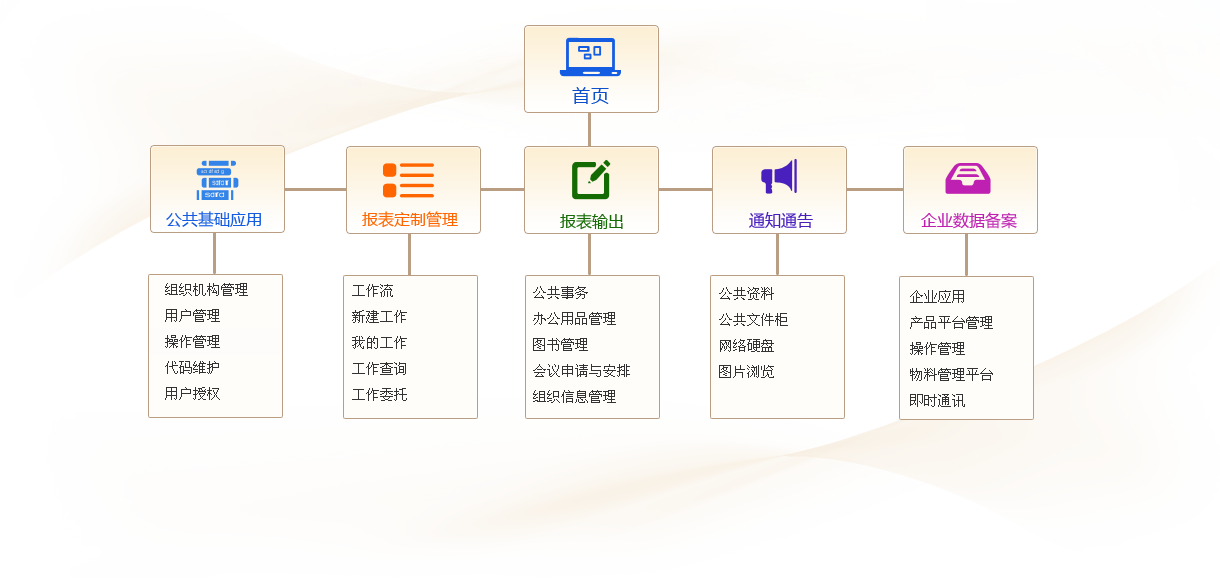 首页
公共基础应用
报表定制管理
报表输出
通知通告
企业数据备案
组织机构管理
用户管理
操作管理
代码维护
用户授权
工作流
新建工作
我的工作
工作查询
工作委托
公共事务
办公用品管理
图书管理
会议申请与安排
组织信息管理
公共资料
公共文件柜
网络硬盘
图片浏览
企业应用
产品平台管理
操作管理
物料管理平台
即时通讯